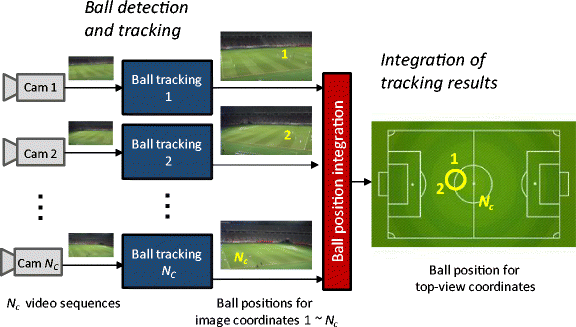 Ball detection
and tracking
Integration of
tracking results
Cam 1
Ball tracking
1
1
Cam 2
Ball tracking
2
2
Ball position integration
1
2
Nc
Cam Nc
Ball tracking
Nc
Nc
Nc video sequences
Ball positions for
image coordinates 1 ~ Nc
Ball position for
top-view coordinates